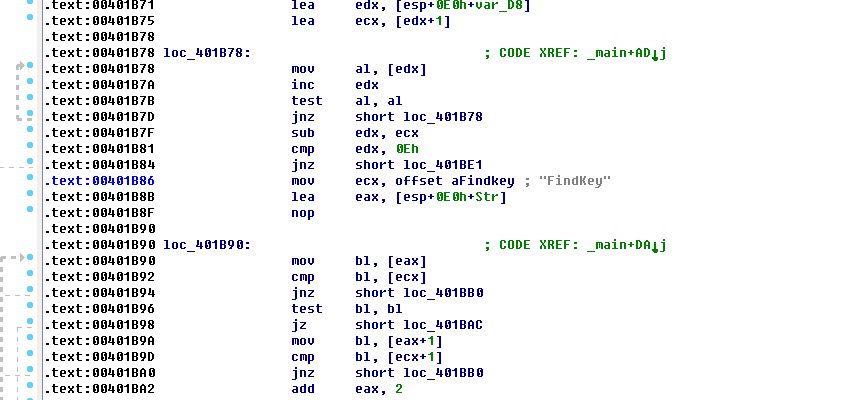 .text:00401B71 lea edx, [esp+0E0h+var_D8]
.text:00401B75 lea ecx, [edx+1]
.text:00401B78
.text:00401B78 loc_401B78: ; CODE XREF: _main+AD↓j
.text:00401B78 mov al, [edx]
.text:00401B7A inc edx
.text:00401B7B test al, al
.text:00401B7D jnz short loc_401B78
.text:00401B7F sub edx, ecx
.text:00401B81 cmp edx, 0Eh
.text:00401B84 jnz short loc_401BE1
.text:00401B86 mov ecx, offset aFindkey ; "FindKey"
.text:00401B8B lea eax, [esp+0E0h+Str]
.text:00401B8F nop
.text:00401B90
.text:00401B90 loc_401B90: ; CODE XREF: _main+DA↓j
.text:00401B90 mov bl, [eax]
.text:00401B92 cmp bl, [ecx]
.text:00401B94 jnz short loc_401BB0
.text:00401B96 test bl, bl
.text:00401B98 jz short loc_401BAC
.text:00401B9A mov bl, [eax+1]
.text:00401B9D cmp bl, [ecx+1]
.text:00401BA0 jnz short loc_401BB0
.text:00401BA2 add eax, 2